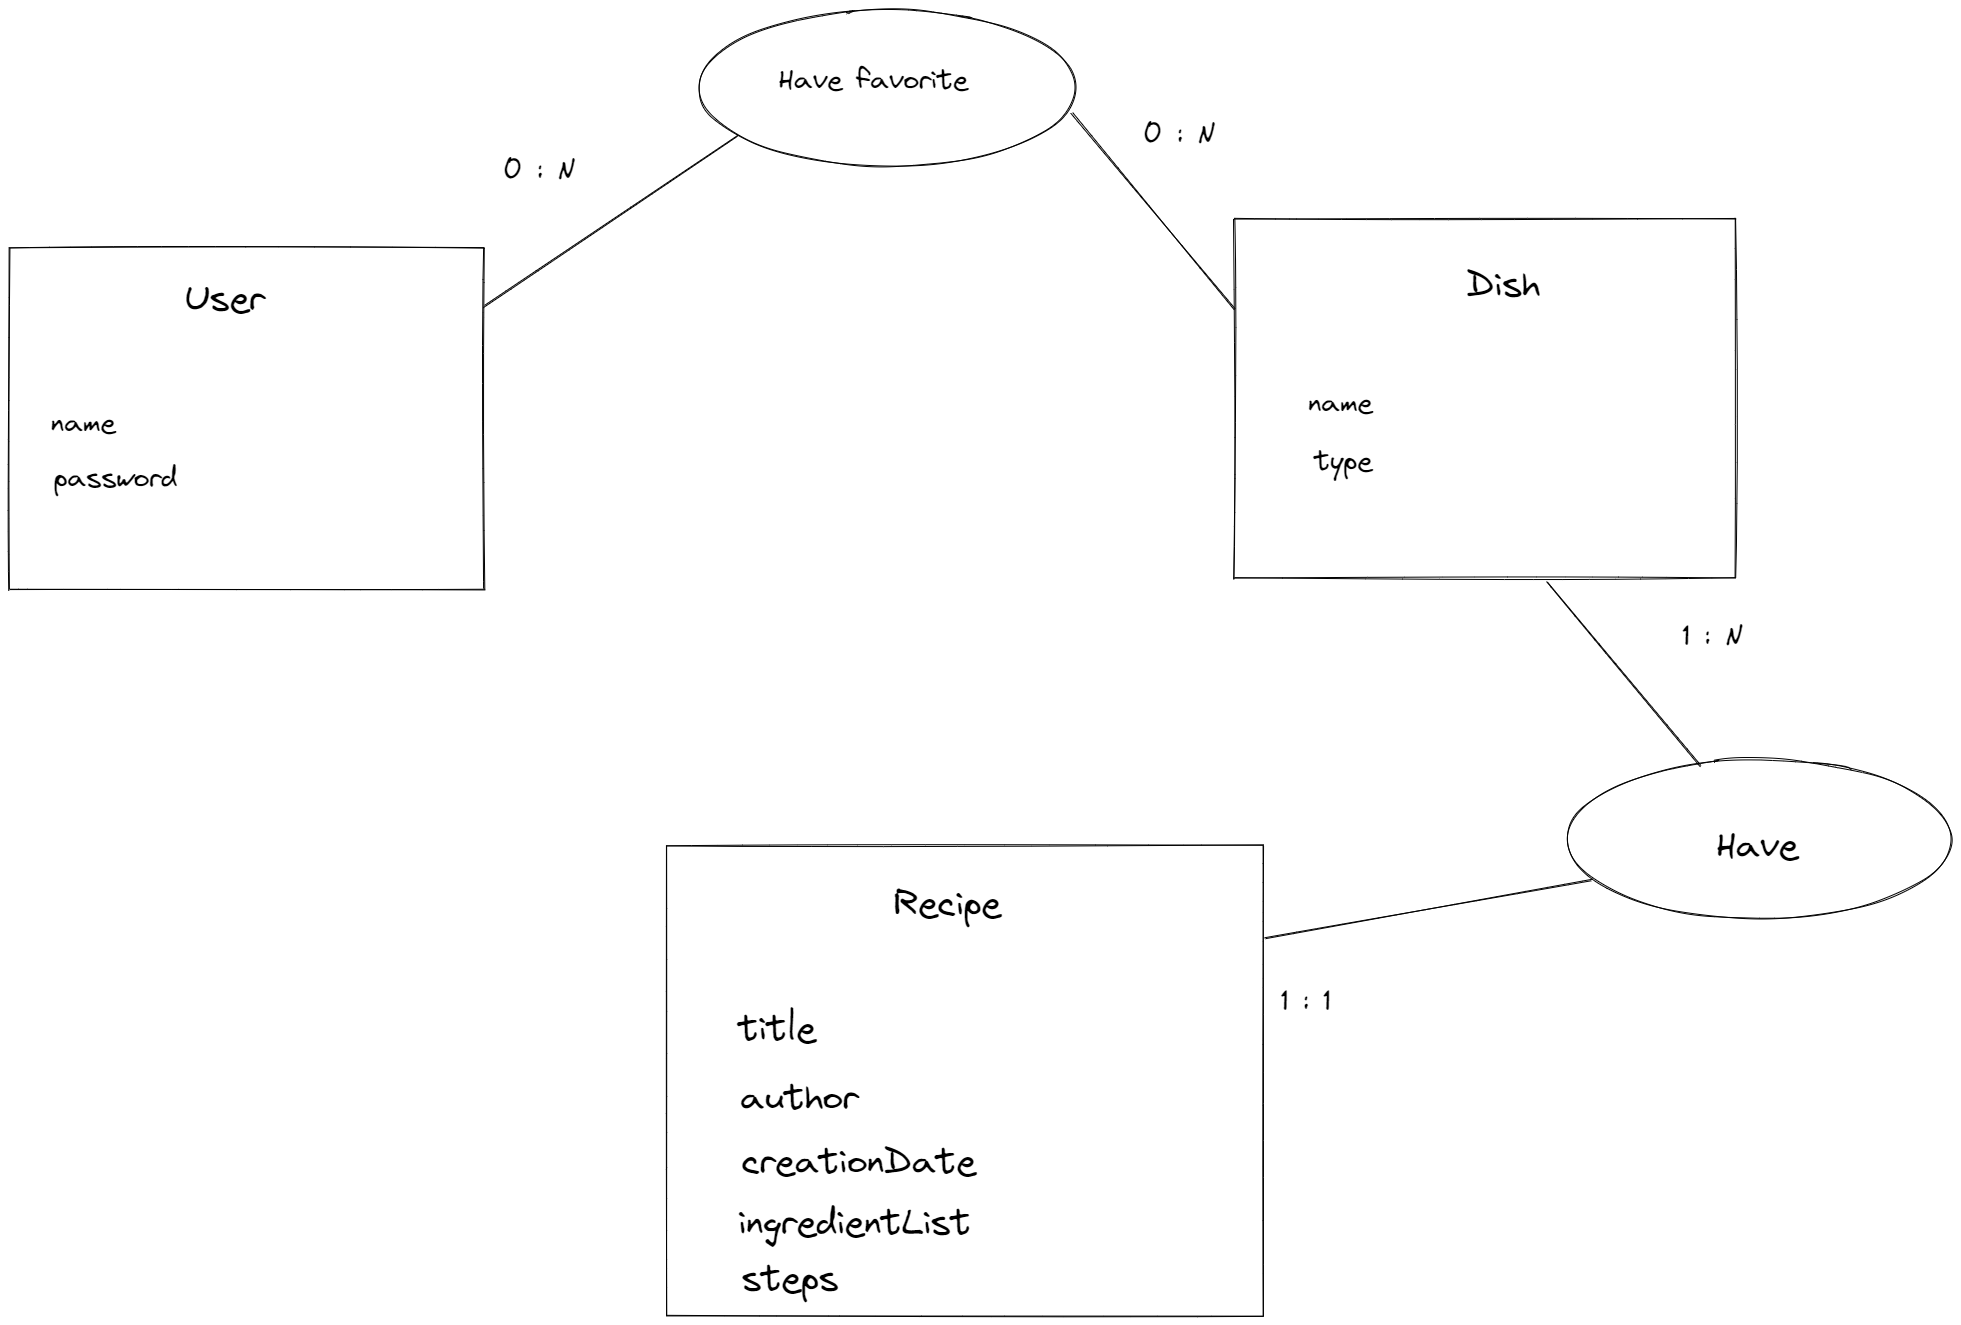 Have favorite
0 : N
0 : N
User
name
password
Dish
name
type
1 : N
Have
1 : 1
Recipe
title
author
creationDate
ingredientList
steps